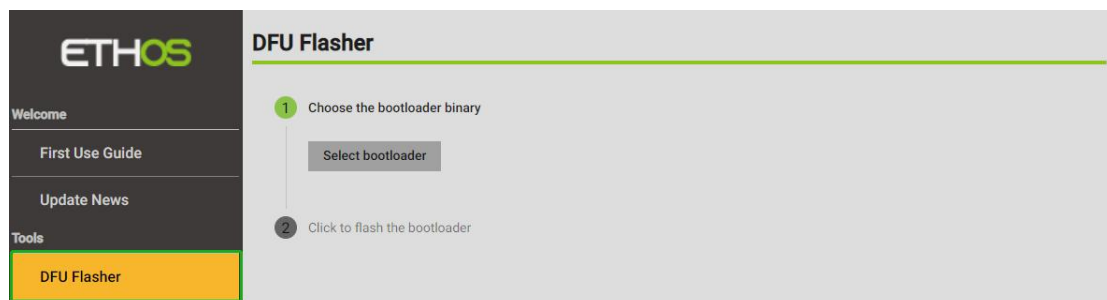 ETHOS
Welcome
First Use Guide
Update News
Tools
DFU Flasher
DFU Flasher
1 Choose the bootloader binary
Select bootloader
2 Click to flash the bootloader